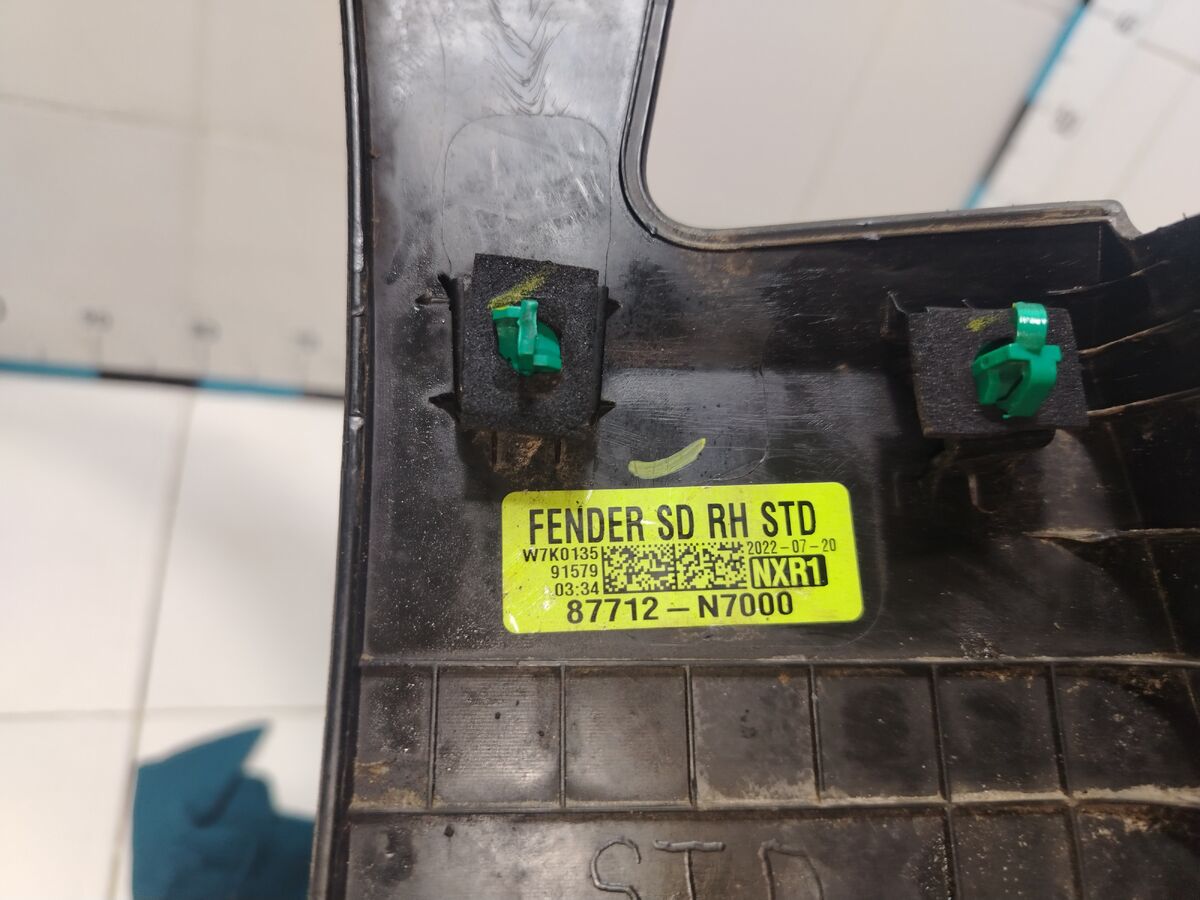 FENDER SD RH STD
W7K0135 2022-07-20
91579
03:34 NXR1
87712-N7000
STD